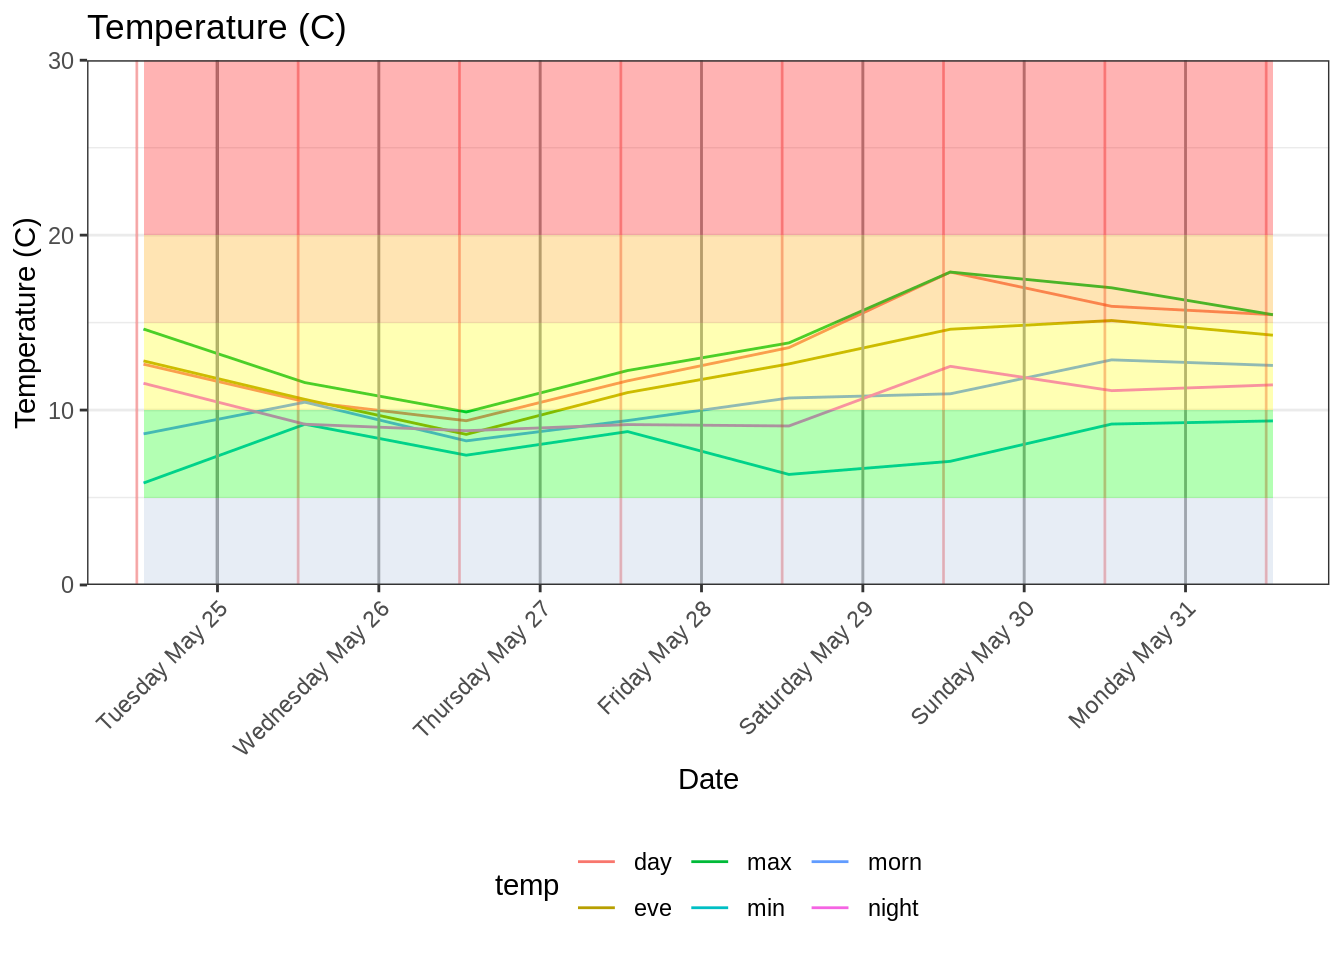 Temperature (C)
Temperature (C)
30
20
10
0
Tuesday May 25
Wednesday May 26
Thursday May 27
Friday May 28
Saturday May 29
Sunday May 30
Monday May 31
Date
temp
day max morn
eve min night